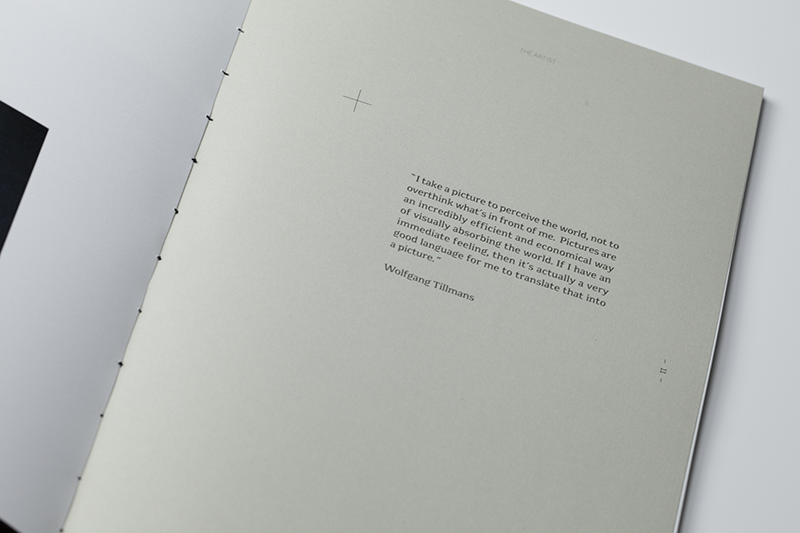 THE ARTIST
"I take a picture to perceive the world, not to
overthink what's in front of me. Pictures are
an incredibly efficient and economical way
of visually absorbing the world. If I have an
immediate feeling, then it's actually a very
good language for me to translate that into
a picture."
Wolfgang Tillmans
- 11 -